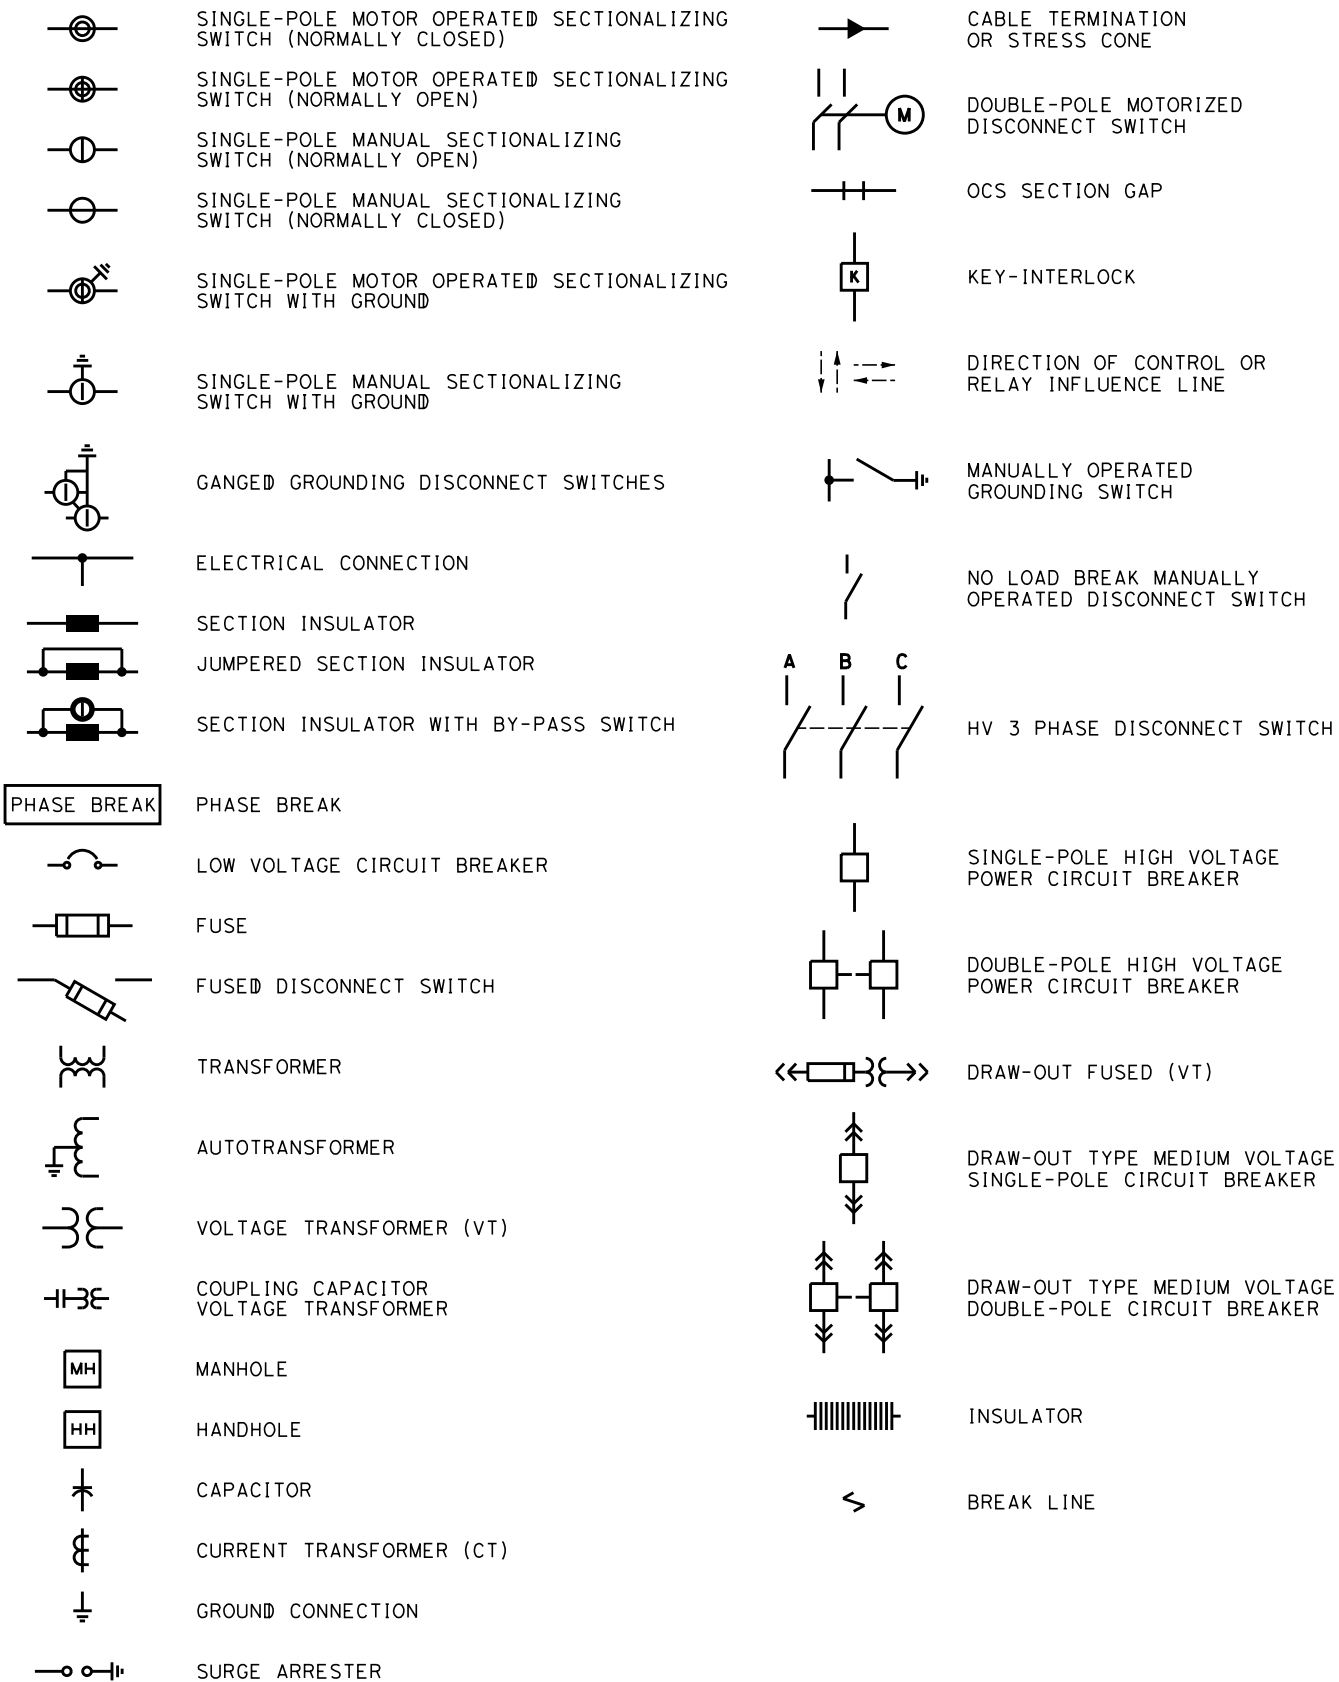 SINGLE-POLE MOTOR OPERATED SECTIONALIZING
SWITCH (NORMALLY CLOSED)
SINGLE-POLE MOTOR OPERATED SECTIONALIZING
SWITCH (NORMALLY OPEN)
SINGLE-POLE MANUAL SECTIONALIZING
SWITCH (NORMALLY OPEN)
SINGLE-POLE MANUAL SECTIONALIZING
SWITCH (NORMALLY CLOSED)
SINGLE-POLE MOTOR OPERATED SECTIONALIZING
SWITCH WITH GROUND
SINGLE-POLE MANUAL SECTIONALIZING
SWITCH WITH GROUND
GANGED GROUNDING DISCONNECT SWITCHES
ELECTRICAL CONNECTION
SECTION INSULATOR
JUMPERED SECTION INSULATOR
SECTION INSULATOR WITH BY-PASS SWITCH
PHASE BREAK
PHASE BREAK
LOW VOLTAGE CIRCUIT BREAKER
FUSE
FUSED DISCONNECT SWITCH
TRANSFORMER
AUTOTRANSFORMER
VOLTAGE TRANSFORMER (VT)
COUPLING CAPACITOR
VOLTAGE TRANSFORMER
MH
MANHOLE
HH
HANDHOLE
CAPACITOR
CURRENT TRANSFORMER (CT)
GROUND CONNECTION
SURGE ARRESTER
CABLE TERMINATION
OR STRESS CONE
M
DOUBLE-POLE MOTORIZED
DISCONNECT SWITCH
OCS SECTION GAP
K
KEY-INTERLOCK
DIRECTION OF CONTROL OR
RELAY INFLUENCE LINE
MANUALLY OPERATED
GROUNDING SWITCH
NO LOAD BREAK MANUALLY
OPERATED DISCONNECT SWITCH
A B C
HV 3 PHASE DISCONNECT SWITCH
SINGLE-POLE HIGH VOLTAGE
POWER CIRCUIT BREAKER
DOUBLE-POLE HIGH VOLTAGE
POWER CIRCUIT BREAKER
DRAW-OUT FUSED (VT)
DRAW-OUT TYPE MEDIUM VOLTAGE
SINGLE-POLE CIRCUIT BREAKER
DRAW-OUT TYPE MEDIUM VOLTAGE
DOUBLE-POLE CIRCUIT BREAKER
INSULATOR
BREAK LINE